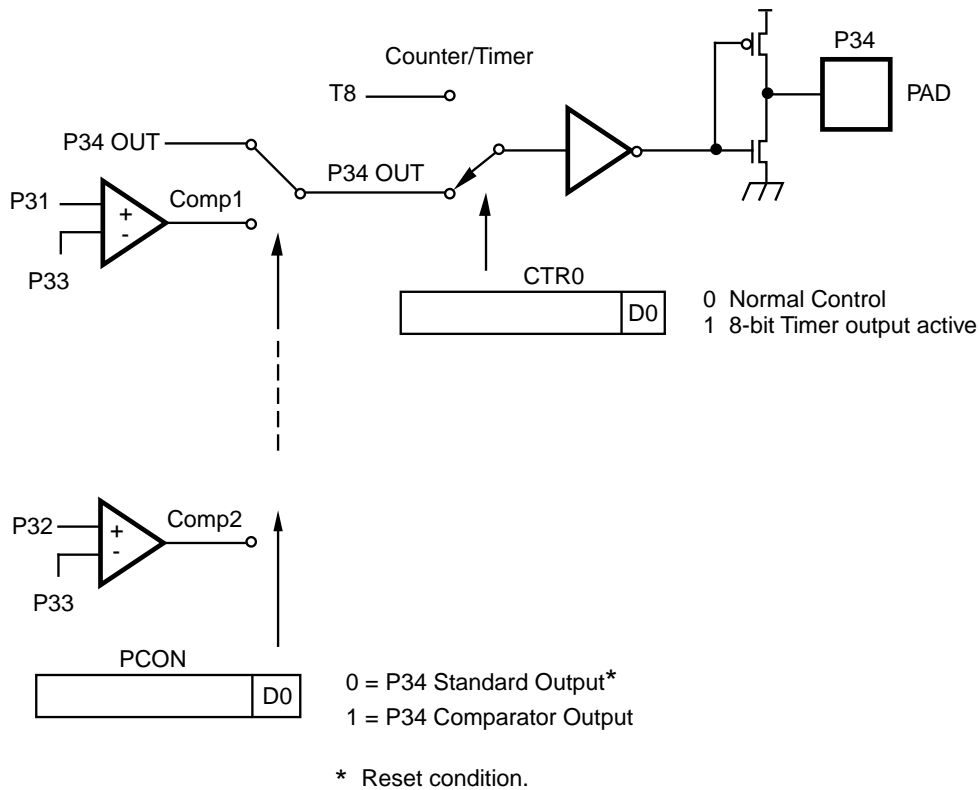 Counter/Timer
P34
T8
PAD
P34 OUT
P34 OUT
P31
Comp1
+
-
P33
CTR0
D0
0 Normal Control
1 8-bit Timer output active
P32
Comp2
+
-
P33
PCON
D0
0 = P34 Standard Output*
1 = P34 Comparator Output
* Reset condition.